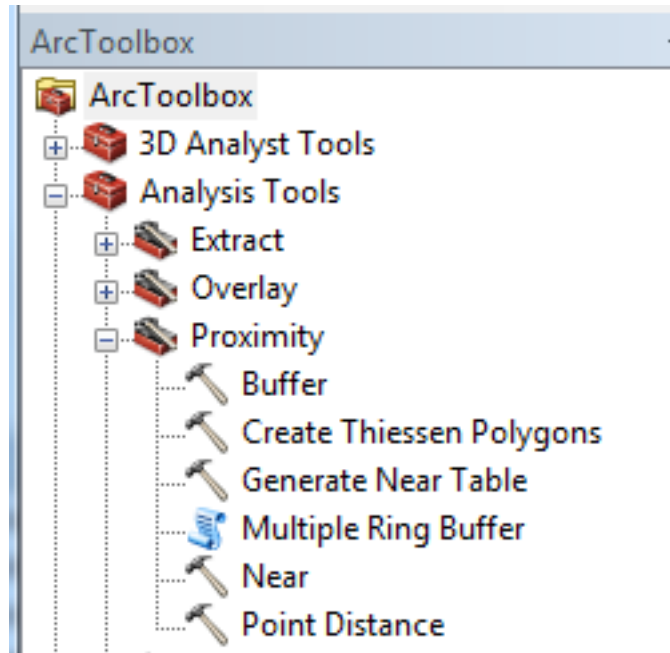 ArcToolbox
ArcToolbox
3D Analyst Tools
Analysis Tools
Extract
Overlay
Proximity
Buffer
Create Thiessen Polygons
Generate Near Table
Multiple Ring Buffer
Near
Point Distance